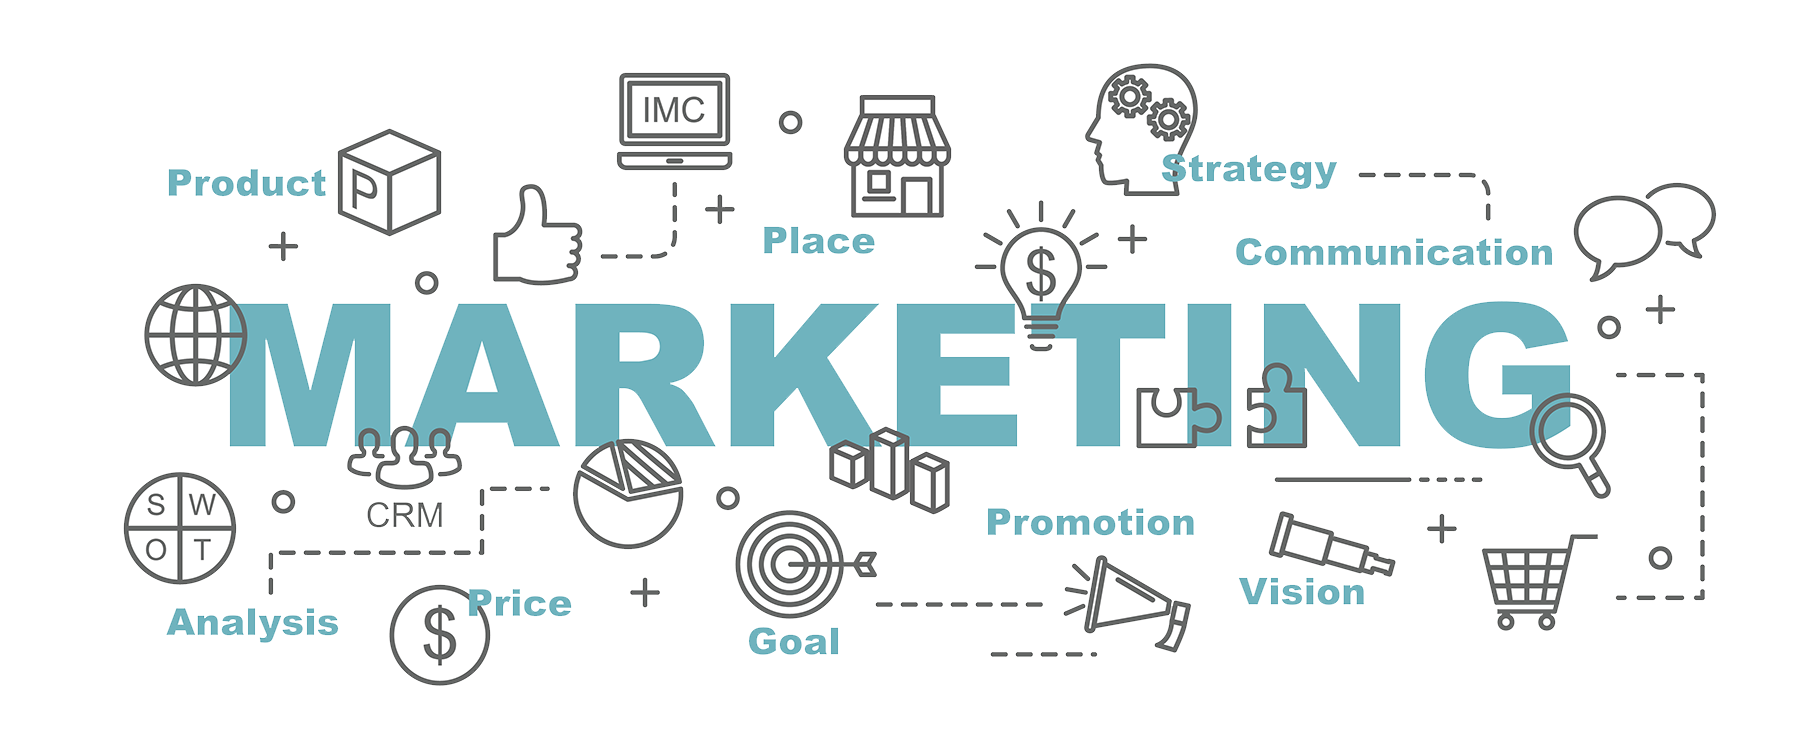 IMC
Product
P
Strategy
Place
Communication
$
MARKETING
S W
O T
CRM
Promotion
Price
Vision
Analysis
$
Goal